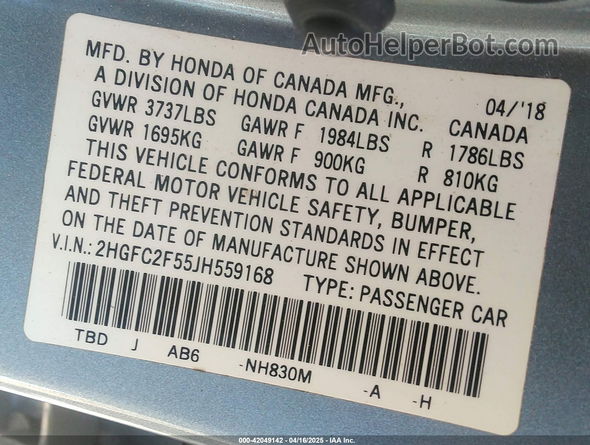 AutoHelperBot.com
MFD. BY HONDA OF CANADA MFG., 04/'18
A DIVISION OF HONDA CANADA INC. CANADA
GVWR 3737LBS GAWR F 1984LBS R 1786LBS
GVWR 1695KG GAWR F 900KG R 810KG
THIS VEHICLE CONFORMS TO ALL APPLICABLE
FEDERAL MOTOR VEHICLE SAFETY, BUMPER,
AND THEFT PREVENTION STANDARDS IN EFFECT
ON THE DATE OF MANUFACTURE SHOWN ABOVE.
V.I.N.: 2HGFC2F55JH559168 TYPE: PASSENGER CAR
TBD J AB6 -NH830M -A -H
000-42049142 - 04/16/2025 - IAA Inc.